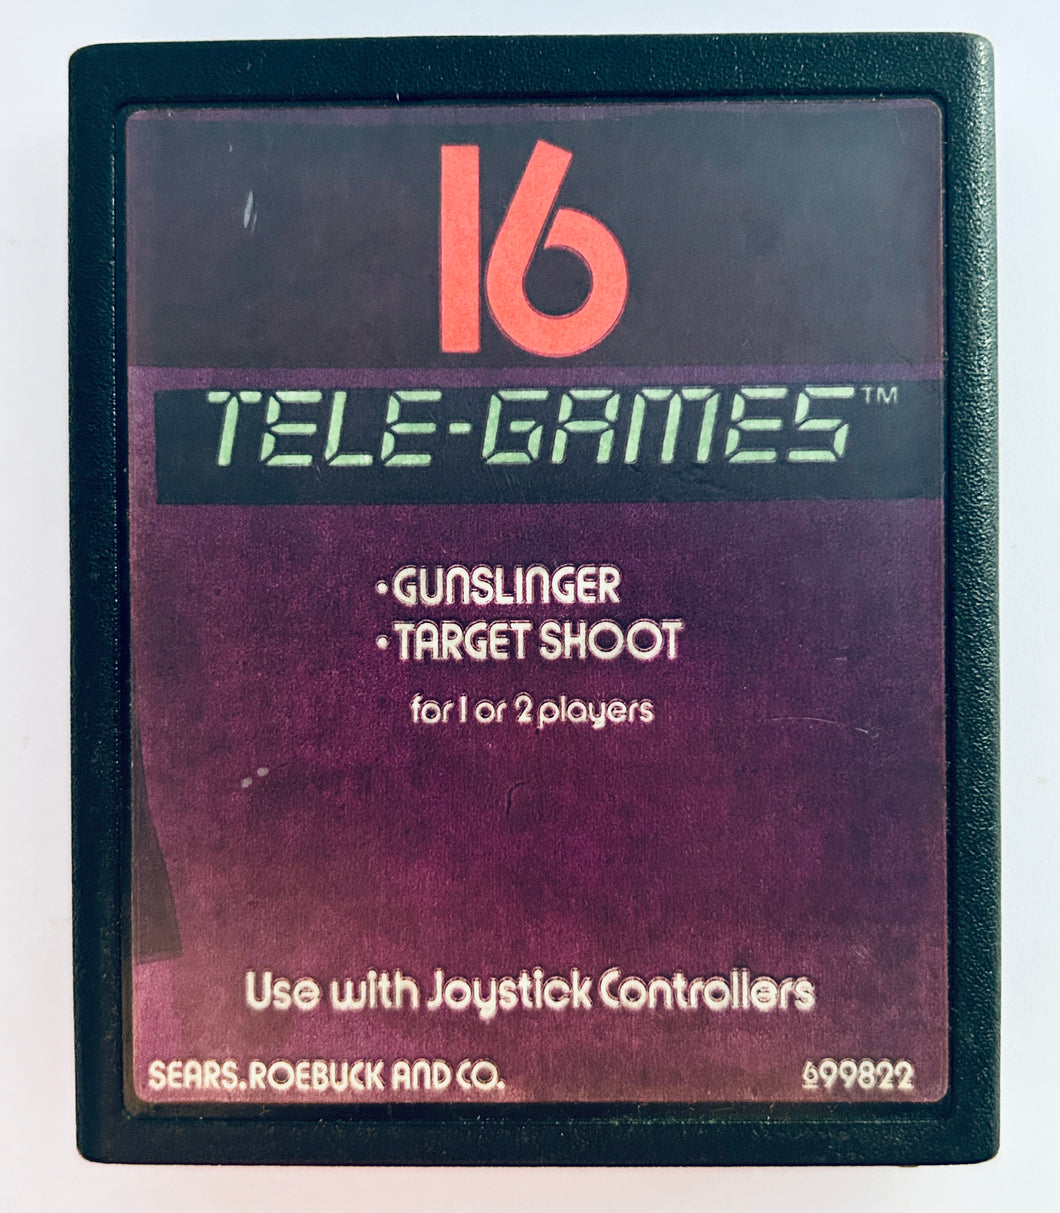 16
TELE-GAMES™
•GUNSLINGER
•TARGET SHOOT
for 1 or 2 players
Use with Joystick Controllers
SEARS, ROEBUCK AND CO. 699822